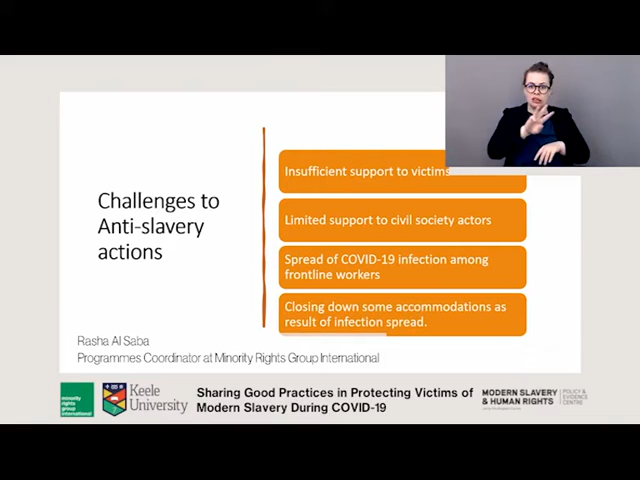 Challenges to
Anti-slavery
actions
Insufficient support to victims
Limited support to civil society actors
Spread of COVID-19 infection among
frontline workers
Closing down some accommodations as
result of infection spread.
Rasha Al Saba
Programmes Coordinator at Minority Rights Group International
minority
rights
group
international
Keele
University
Sharing Good Practices in Protecting Victims of
Modern Slavery During COVID-19
MODERN SLAVERY
& HUMAN RIGHTS
POLICY &
EVIDENCE
CENTRE